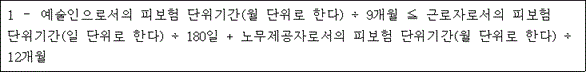 1 - 예술인으로서의 피보험 단위기간(월 단위로 한다) ÷ 9개월 ≤ 근로자로서의 피보험
단위기간(일 단위로 한다) ÷ 180일 + 노무제공자로서의 피보험 단위기간(월 단위로 한다) ÷
12개월